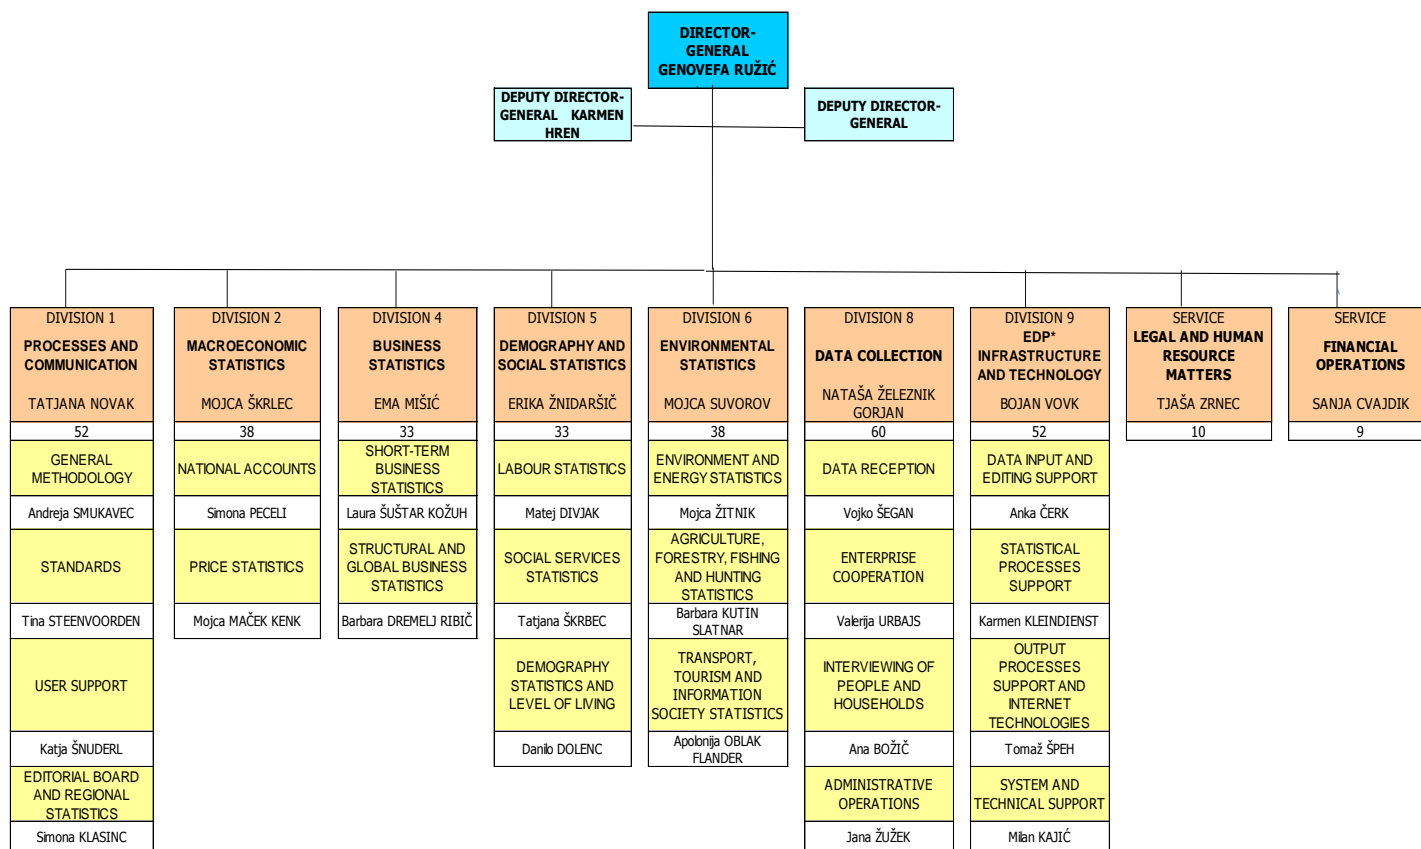 DIRECTOR-
GENERAL
GENOVEFA RUŽIĆ
DEPUTY DIRECTOR-
GENERAL KARMEN
HREN
DEPUTY DIRECTOR-
GENERAL
DIVISION 1
PROCESSES AND
COMMUNICATION
TATJANA NOVAK
52
GENERAL
METHODOLOGY
Andreja SMUKAVEC
STANDARDS
Tina STEENVOORDEN
USER SUPPORT
Katja ŠNUDERL
EDITORIAL BOARD
AND REGIONAL
STATISTICS
Simona KLASINC
DIVISION 2
MACROECONOMIC
STATISTICS
MOJCA ŠKRLEC
38
NATIONAL ACCOUNTS
Simona PECELI
PRICE STATISTICS
Mojca MAČEK KENK
DIVISION 4
BUSINESS
STATISTICS
EMA MIŠIĆ
33
SHORT-TERM
BUSINESS
STATISTICS
Laura ŠUŠTAR KOŽUH
STRUCTURAL AND
GLOBAL BUSINESS
STATISTICS
Barbara DREMELJ RIBIČ
DIVISION 5
DEMOGRAPHY AND
SOCIAL STATISTICS
ERIKA ŽNIDARŠIČ
33
LABOUR STATISTICS
Matej DIVJAK
SOCIAL SERVICES
STATISTICS
Tatjana ŠKRBEC
DEMOGRAPHY
STATISTICS AND
LEVEL OF LIVING
Danilo DOLENC
DIVISION 6
ENVIRONMENTAL
STATISTICS
MOJCA SUVOROV
38
ENVIRONMENT AND
ENERGY STATISTICS
Mojca ŽITNIK
AGRICULTURE,
FORESTRY, FISHING
AND HUNTING
STATISTICS
Barbara KUTIN
SLATNAR
TRANSPORT,
TOURISM AND
INFORMATION
SOCIETY STATISTICS
Apolonija OBLAK
FLANDER
DIVISION 8
DATA COLLECTION
NATAŠA ŽELEZNIK
GORJAN
60
DATA RECEPTION
Vojko ŠEGAN
ENTERPRISE
COOPERATION
Valerija URBAJS
INTERVIEWING OF
PEOPLE AND
HOUSEHOLDS
Ana BOŽIČ
ADMINISTRATIVE
OPERATIONS
Jana ŽUŽEK
DIVISION 9
EDP*
INFRASTRUCTURE
AND TECHNOLOGY
BOJAN VOVK
52
DATA INPUT AND
EDITING SUPPORT
Anka ČERK
STATISTICAL
PROCESSES
SUPPORT
Karmen KLEINDIENST
OUTPUT
PROCESSES
SUPPORT AND
INTERNET
TECHNOLOGIES
Tomaž ŠPEH
SYSTEM AND
TECHNICAL SUPPORT
Milan KAJIĆ
SERVICE
LEGAL AND HUMAN
RESOURCE
MATTERS
TJAŠA ZRNEC
10
SERVICE
FINANCIAL
OPERATIONS
SANJA CVAJDIK
9